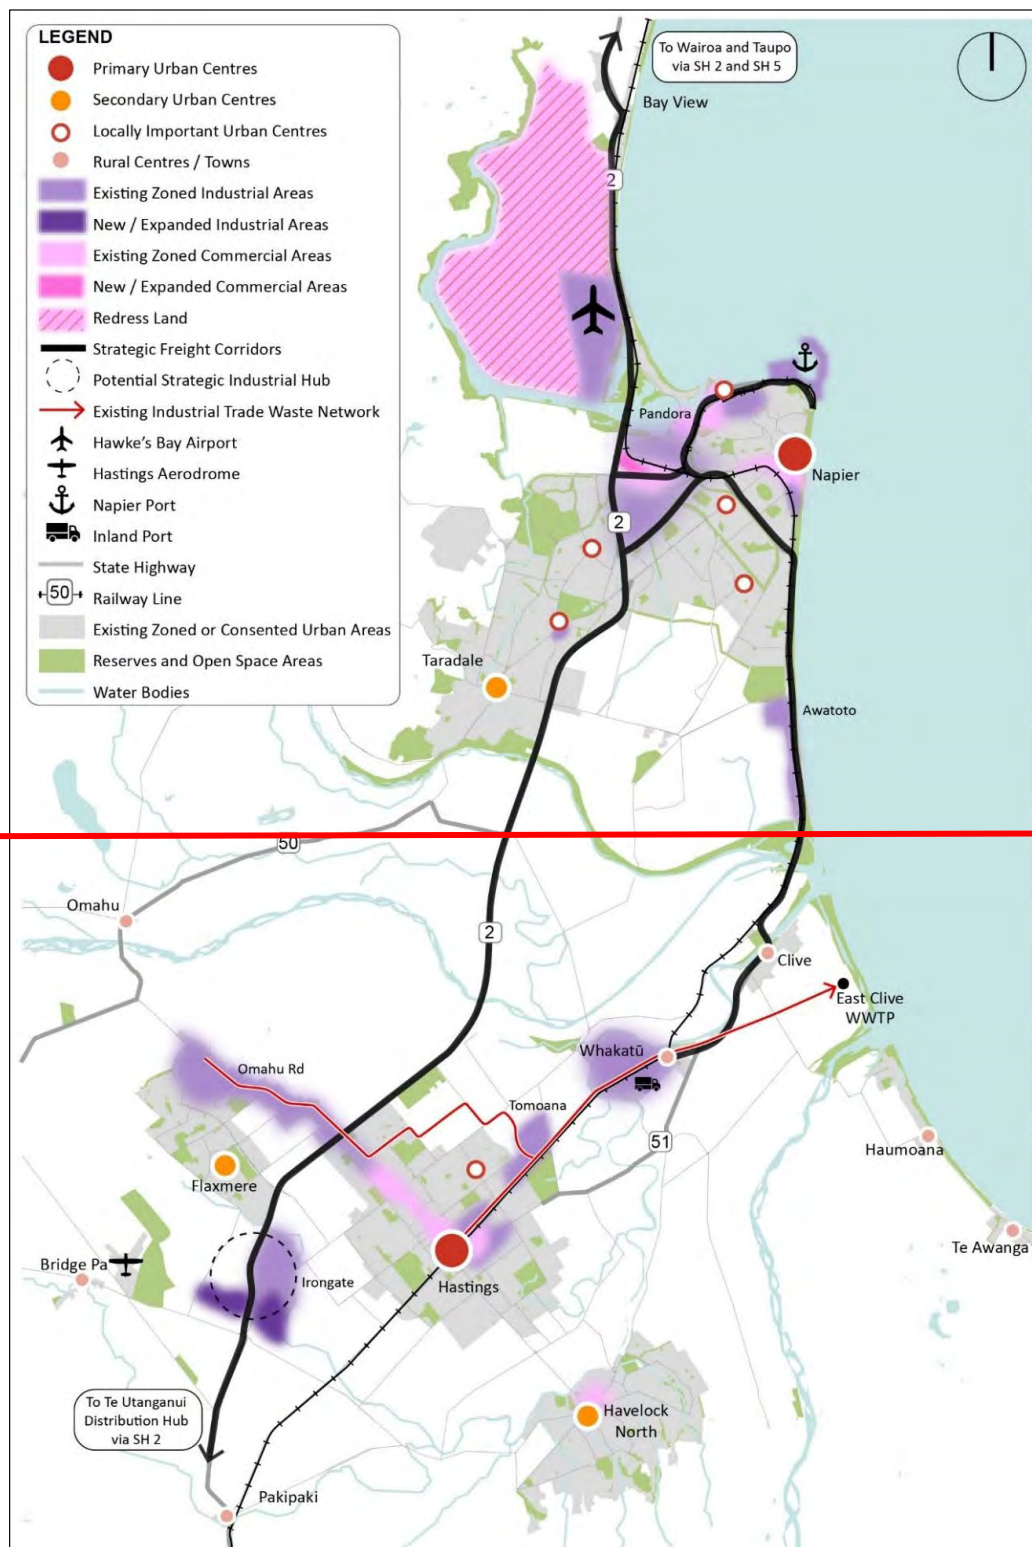 LEGEND
Primary Urban Centres
Secondary Urban Centres
Locally Important Urban Centres
Rural Centres / Towns
Existing Zoned Industrial Areas
New / Expanded Industrial Areas
Existing Zoned Commercial Areas
New / Expanded Commercial Areas
Redress Land
Strategic Freight Corridors
Potential Strategic Industrial Hub
Existing Industrial Trade Waste Network
Hawke's Bay Airport
Hastings Aerodrome
Napier Port
Inland Port
State Highway
50
Railway Line
Existing Zoned or Consented Urban Areas
Reserves and Open Space Areas
Water Bodies
To Wairoa and Taupo
via SH 2 and SH 5
Bay View
2
Pandora
Napier
2
Taradale
Awatoto
50
Omahu
2
Clive
East Clive
WWTP
Whakatū
Omahu Rd
Tomoana
51
Haumoana
Flaxmere
Te Awanga
Bridge Pa
Irongate
Hastings
To Te Utanganui
Distribution Hub
via SH 2
Havelock
North
Pakipaki